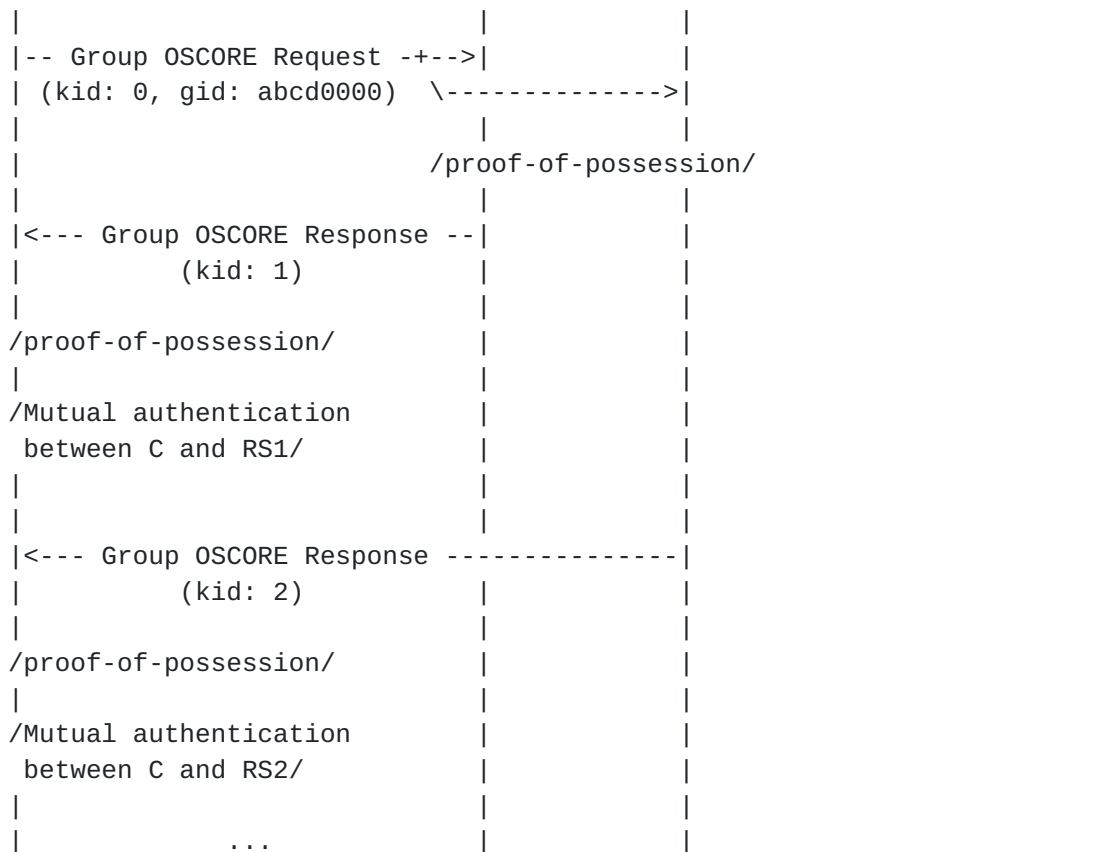 |                             |            |
|-- Group OSCORE Request -+-->|            |
| (kid: 0, gid: abcd0000)  \-------------->|
|                             |            |
|                          /proof-of-possession/
|                             |            |
|<--- Group OSCORE Response --|            |
|          (kid: 1)           |            |
|                             |            |
/proof-of-possession/         |            |
|                             |            |
/Mutual authentication        |            |
 between C and RS1/           |            |
|                             |            |
|                             |            |
|<--- Group OSCORE Response ---------------|
|          (kid: 2)           |            |
|                             |            |
/proof-of-possession/         |            |
|                             |            |
/Mutual authentication        |            |
 between C and RS2/           |            |
|                             |            |
|             ...             |            |